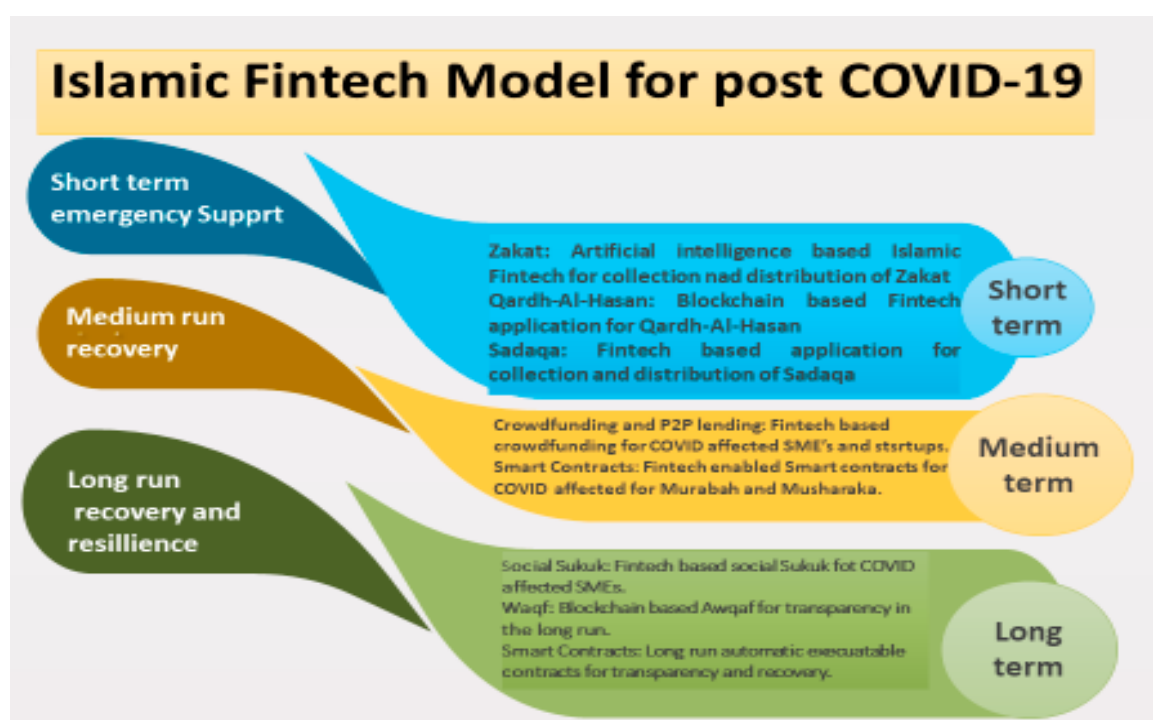 Islamic Fintech Model for post COVID-19
Short term
emergency Supprt
Zakat: Artificial intelligence based Islamic
Fintech for collection nad distribution of Zakat
Qardh-Al-Hasan: Blockchain based Fintech
application for Qardh-Al-Hasan
Sadaqa: Fintech based application for
collection and distribution of Sadaqa
Short
term
Medium run
recovery
Crowdfunding and P2P lending: Fintech based
crowdfunding for COVID affected SME's and stsrtups.
Smart Contracts: Fintech enabled Smart contracts for
COVID affected for Murabah and Musharaka.
Medium
term
Long run
recovery and
resillience
Social Sukuk: Fintech based social Sukuk fot COVID
affected SMEs.
Waqf: Blockchain based Awqaf for transparency in
the long run.
Smart Contracts: Long run automatic execuatable
contracts for transparency and recovery.
Long
term